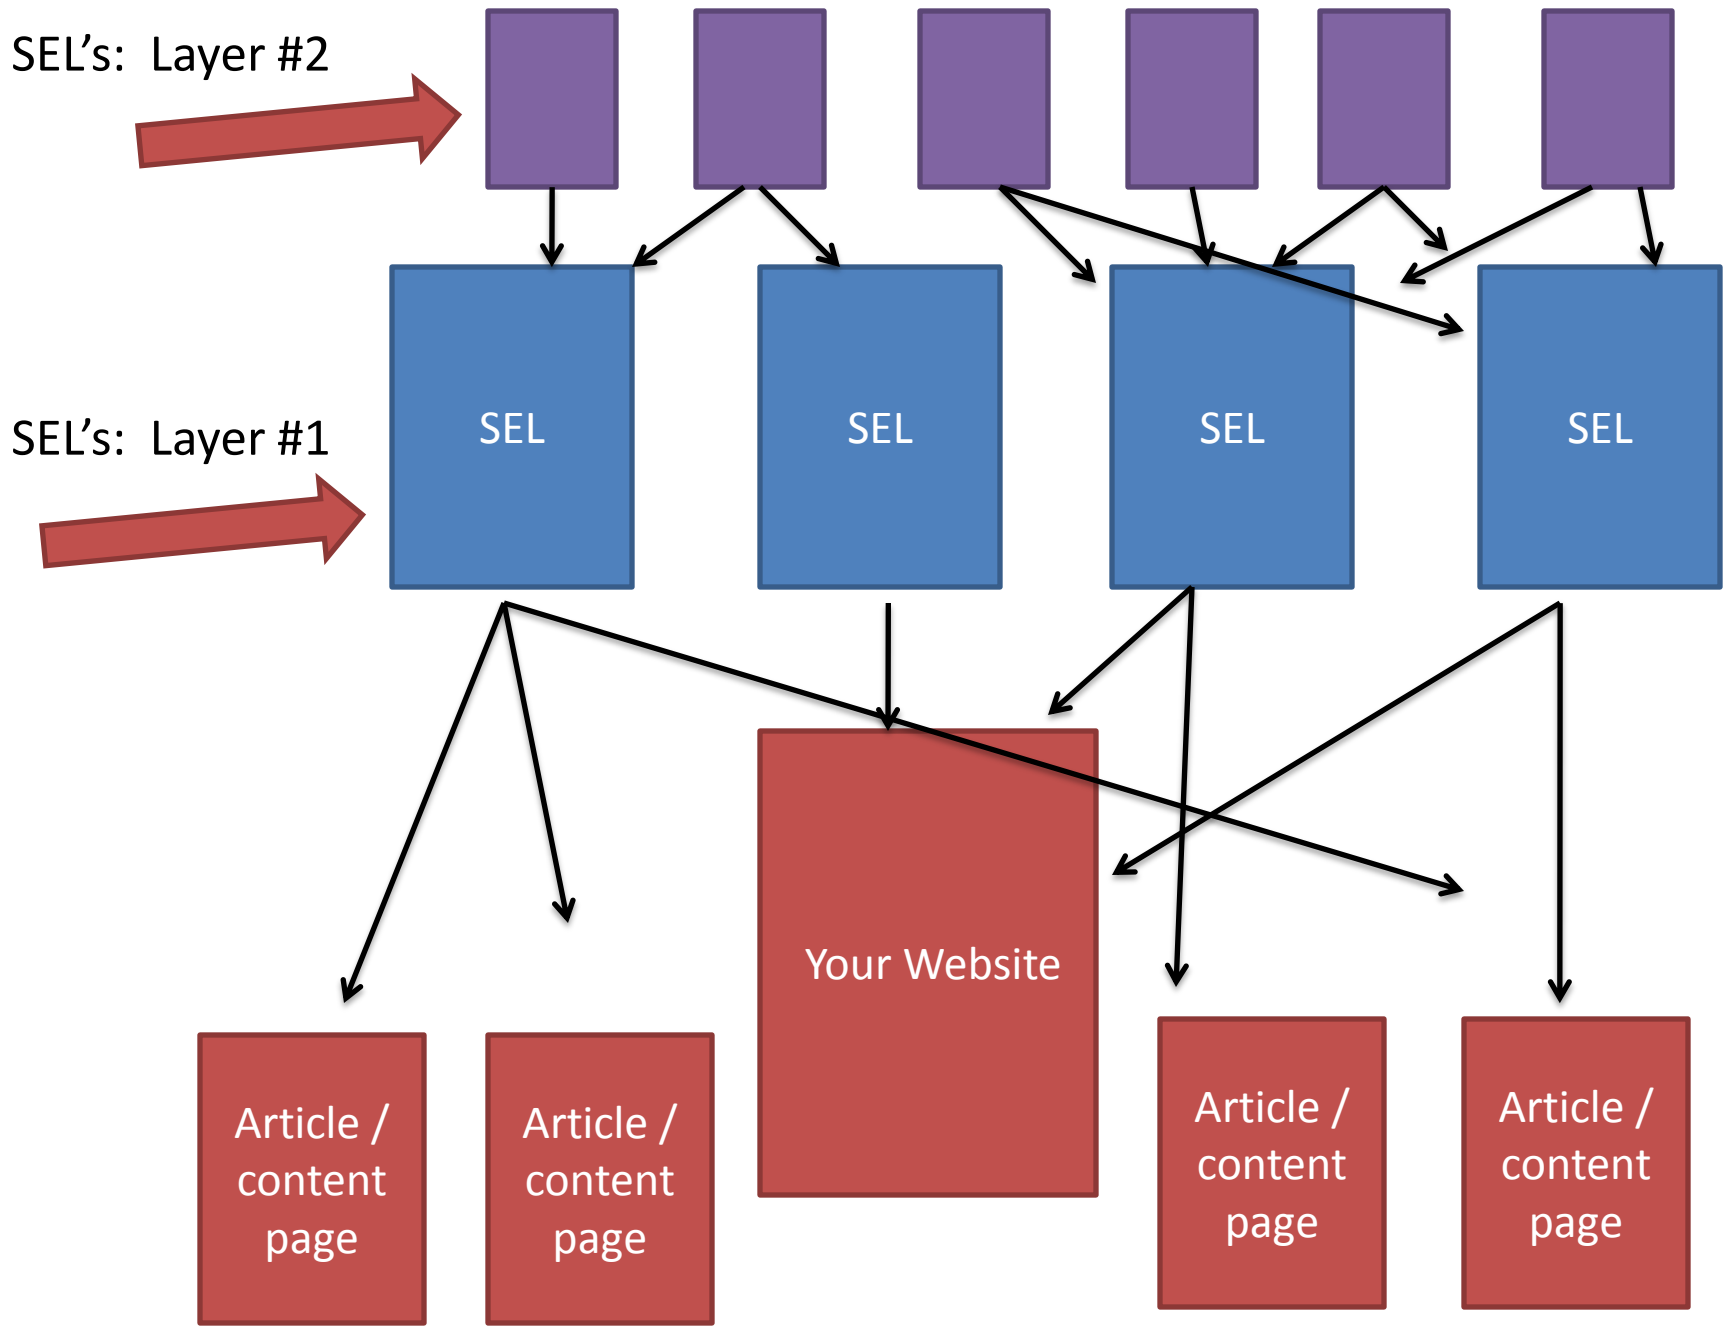 SEL’s:  Layer #2
SEL’s:  Layer #1
SEL
SEL
SEL
SEL
Your Website
Article /
content
page
Article /
content
page
Article /
content
page
Article /
content
page